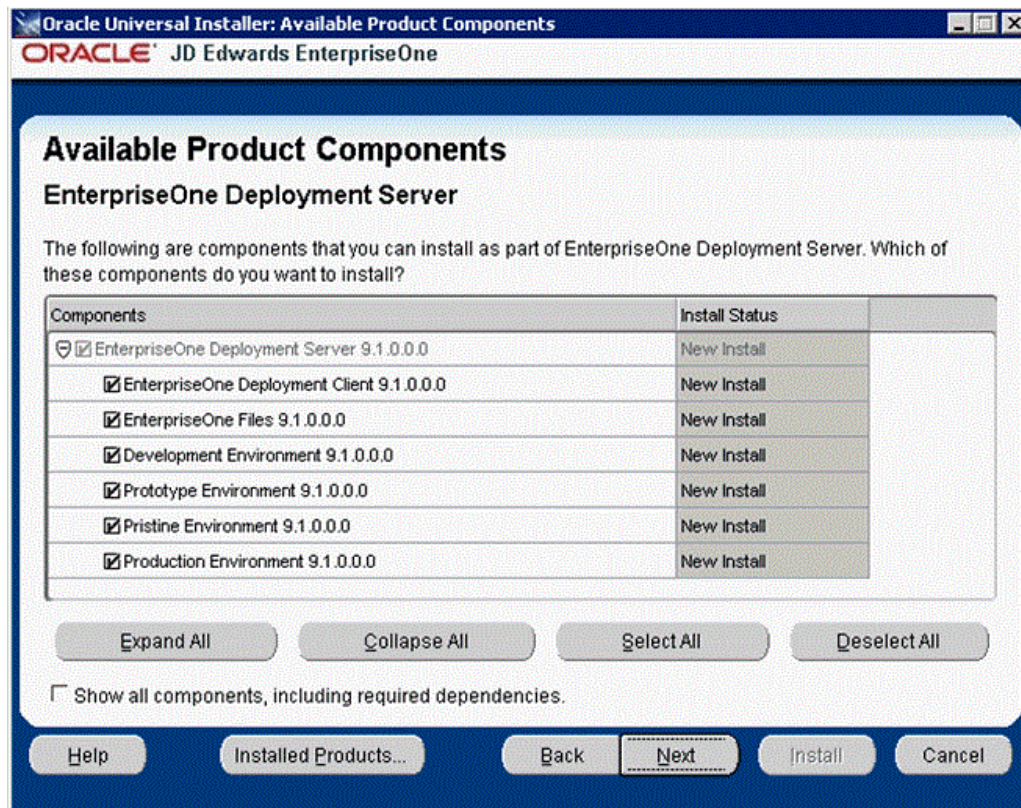 Oracle Universal Installer: Available Product Components
ORACLE JD Edwards EnterpriseOne
Available Product Components
EnterpriseOne Deployment Server
The following are components that you can install as part of EnterpriseOne Deployment Server. Which of
these components do you want to install?
Components Install Status
EnterpriseOne Deployment Server 9.1.0.0.0 New Install
EnterpriseOne Deployment Client 9.1.0.0.0 New Install
EnterpriseOne Files 9.1.0.0.0 New Install
Development Environment 9.1.0.0.0 New Install
Prototype Environment 9.1.0.0.0 New Install
Pristine Environment 9.1.0.0.0 New Install
Production Environment 9.1.0.0.0 New Install
Expand All Collapse All Select All Deselect All
Show all components, including required dependencies.
Help Installed Products... Back Next Install Cancel